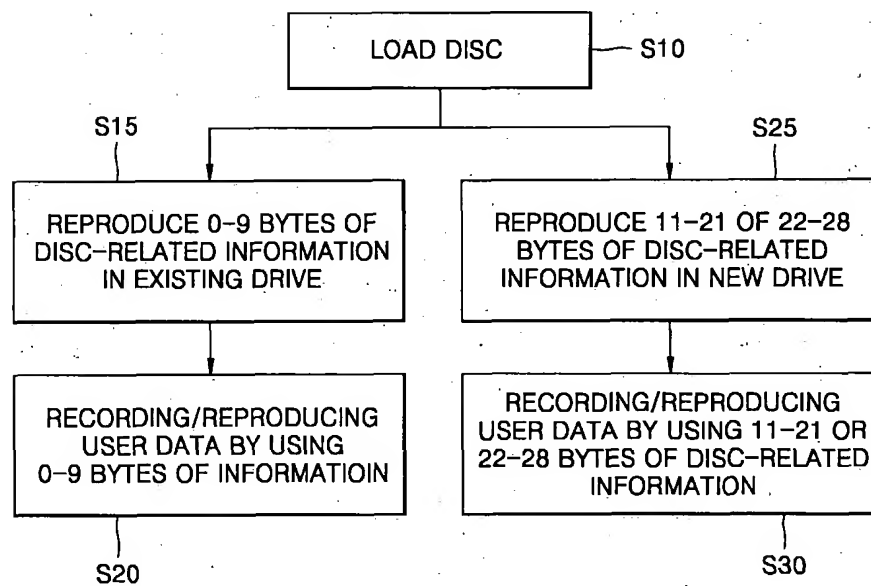 LOAD DISC
S10
S15
S25
REPRODUCE 0-9 BYTES OF
DISC-RELATED INFORMATION
IN EXISTING DRIVE
REPRODUCE 11-21 OF 22-28
BYTES OF DISC-RELATED
INFORMATION IN NEW DRIVE
RECORDING/REPRODUCING
USER DATA BY USING
0-9 BYTES OF INFORMATIOIN
RECORDING/REPRODUCING
USER DATA BY USING 11-21 OR
22-28 BYTES OF DISC-RELATED
INFORMATION
S20
S30